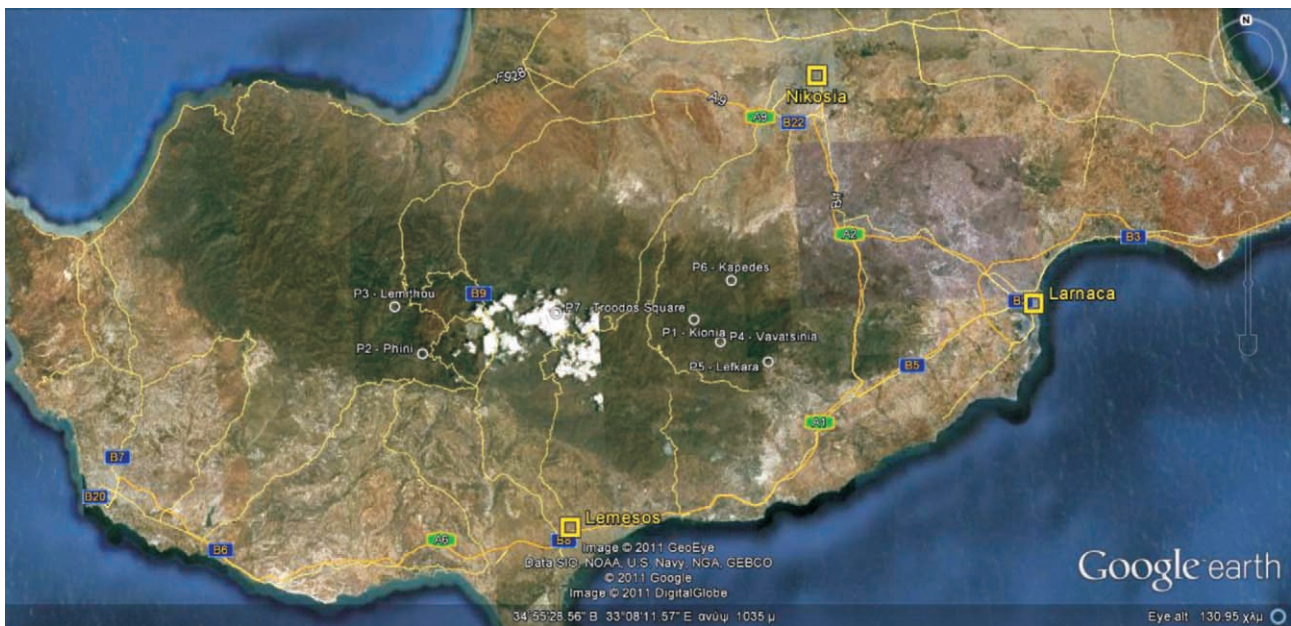 N
F928
A9
Nikosia
A9
B22
B4
A2
B3
P6 - Kapedes
P3 - Lemithou
B9
P7 - Troodos Square
Larnaca
P1 - Kionia
P4 - Vavatsinia
P2 - Phini
P5 - Lefkara
B5
A1
B7
B20
Lemesos
A6
B8
B6
Image © 2011 GeoEye
Data SIO, NOAA, U.S. Navy, NGA, GEBCO
© 2011 Google
Image © 2011 DigitalGlobe
Google earth
34°55'28.56" Β 33°08'11.57" Ε ανύψ. 1035 μ
Eye alt 130.95 χλμ